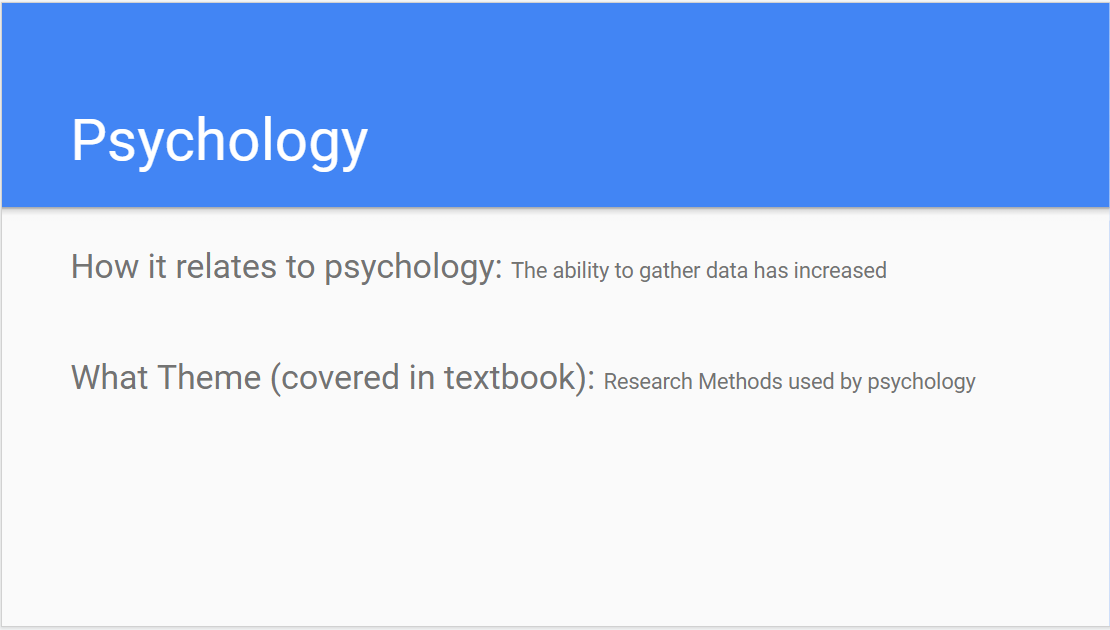 Psychology
How it relates to psychology: The ability to gather data has increased
What Theme (covered in textbook): Research Methods used by psychology